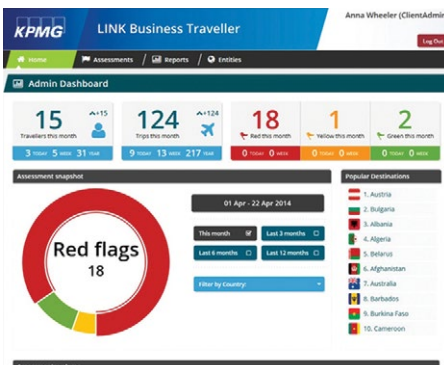 KPMG
LINK Business Traveller
Anna Wheeler (ClientAdmin
Log Out
Home
Assessments
Reports
Entities
Admin Dashboard
15
+15
Travellers this month
3 TODAY 5 WEEK 31 YEAR
124
+124
Trips this month
9 TODAY 13 WEEK 217 YEAR
18
Red this month
0 TODAY 0 WEEK
1
Yellow this month
0 TODAY 0 WEEK
2
Green this month
0 TODAY 0 WEEK
Assessment snapshot
Red flags
18
01 Apr - 22 Apr 2014
This month
Last 3 months
Last 6 months
Last 12 months
Filter by Country:
Popular Destinations
1. Austria
2. Bulgaria
3. Albania
4. Algeria
5. Belarus
6. Afghanistan
7. Australia
8. Barbados
9. Burkina Faso
10. Cameroon